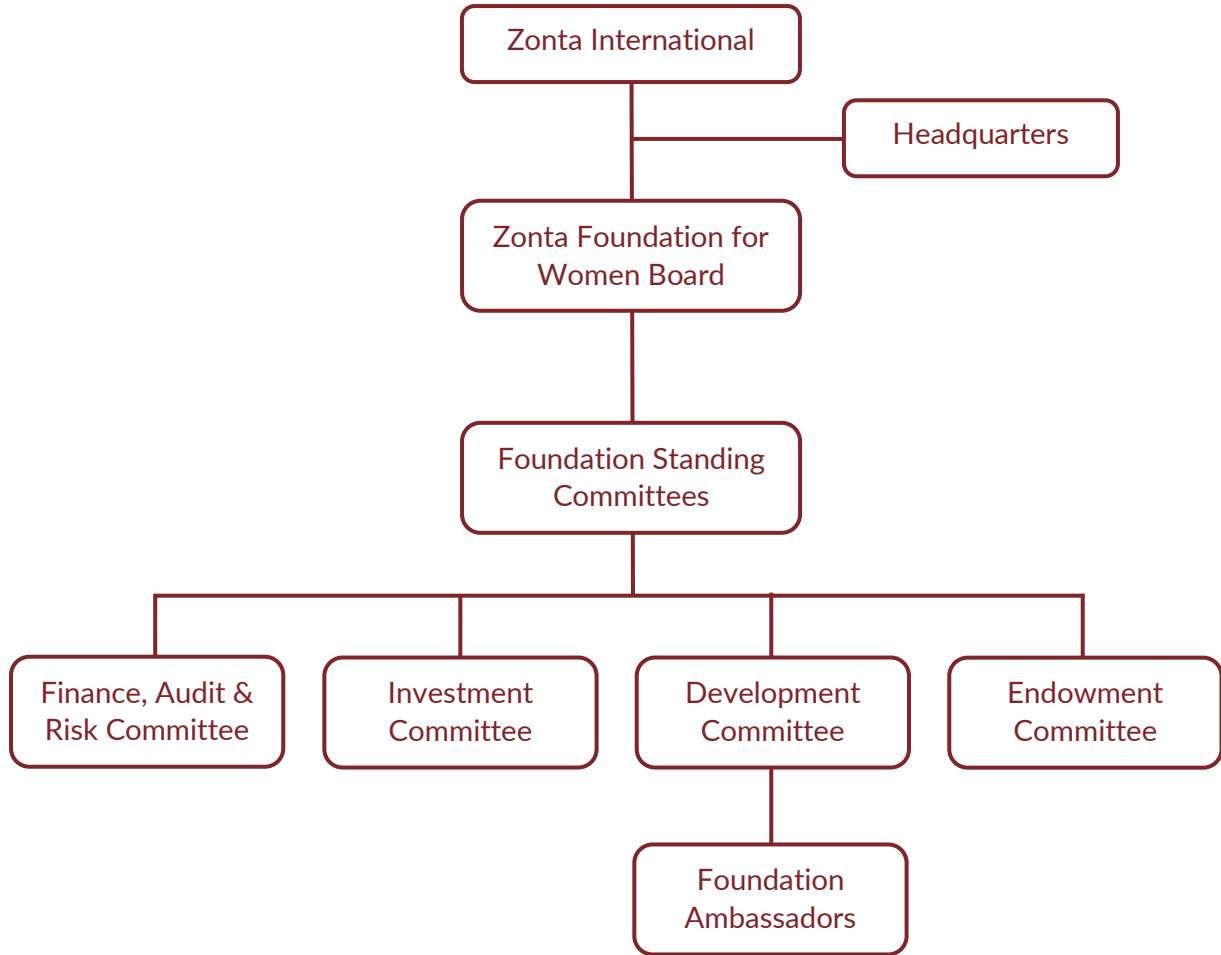 Zonta International
Headquarters
Zonta Foundation for
Women Board
Foundation Standing
Committees
Finance, Audit &
Risk Committee
Investment
Committee
Development
Committee
Endowment
Committee
Foundation
Ambassadors